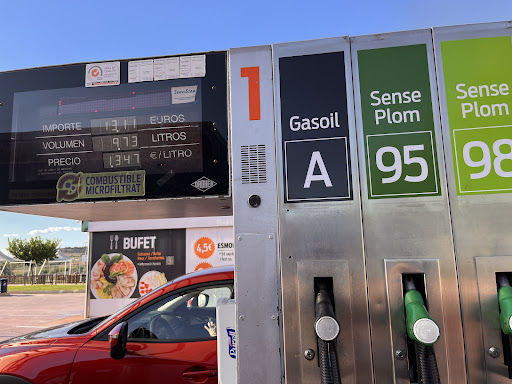 IMPORTE 13,11 EUROS
VOLUMEN 9,73 LITROS
PRECIO 1,347 €/LITRO
COMBUSTIBLE
MICROFILTRAT
1
Gasoil
A
Sense
Plom
95
Sense
Plom
98
BUFET
4,5€
ESMO